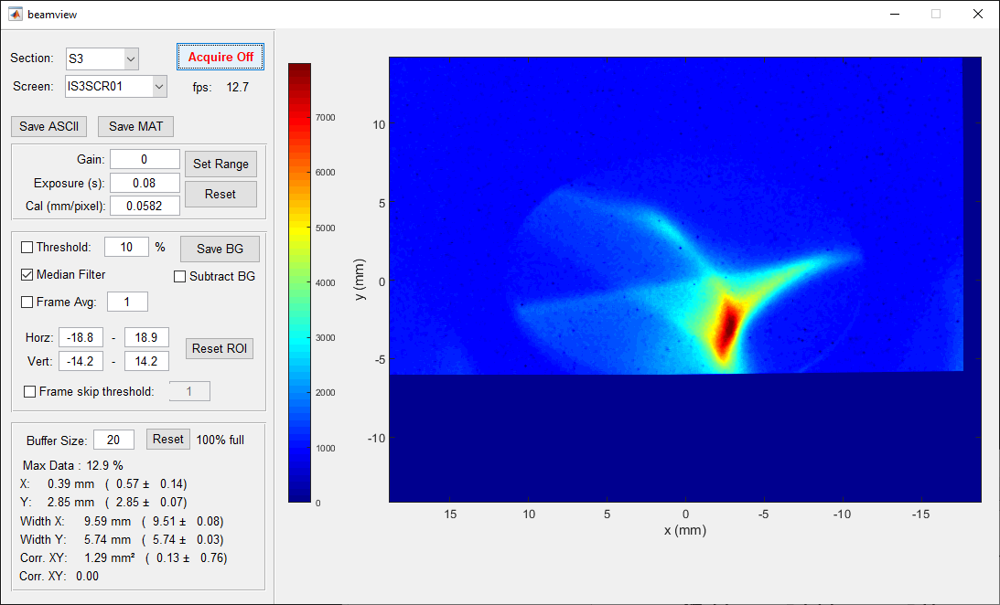 beamview
Section: S3
Acquire Off
Screen: IS3SCR01
fps: 12.7
Save ASCII
Save MAT
Gain: 0
Set Range
Exposure (s): 0.08
Reset
Cal (mm/pixel): 0.0582
Threshold: 10 %
Save BG
Median Filter
Subtract BG
Frame Avg: 1
Horz: -18.8 - 18.9
Reset ROI
Vert: -14.2 - 14.2
Frame skip threshold: 1
Buffer Size: 20 Reset 100% full
Max Data : 12.9 %
X: 0.39 mm ( 0.57 ± 0.14)
Y: 2.85 mm ( 2.85 ± 0.07)
Width X: 9.59 mm ( 9.51 ± 0.08)
Width Y: 5.74 mm ( 5.74 ± 0.03)
Corr. XY: 1.29 mm² ( 0.13 ± 0.76)
Corr. XY: 0.00
7000
6000
5000
4000
3000
2000
1000
0
y (mm)
10
5
0
-5
-10
15 10 5 0 -5 -10 -15
x (mm)